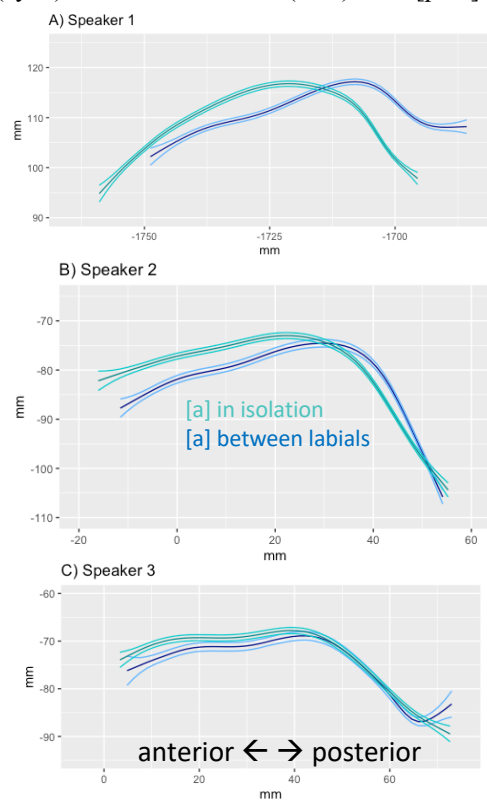 A) Speaker 1
120
110
100
90
mm
-1750
-1725
-1700
mm
B) Speaker 2
-70
-80
-90
-100
-110
mm
[a] in isolation
[a] between labials
-20
0
20
40
60
mm
C) Speaker 3
-60
-70
-80
-90
mm
anterior ← → posterior
0
20
40
60
mm